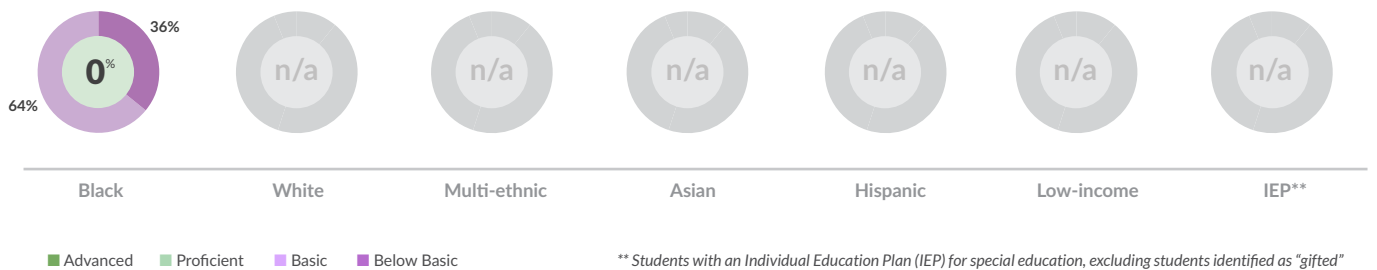 36%
0%
64%
n/a
n/a
n/a
n/a
n/a
n/a
Black White Multi-ethnic Asian Hispanic Low-income IEP**
Advanced Proficient Basic Below Basic
** Students with an Individual Education Plan (IEP) for special education, excluding students identified as “gifted”